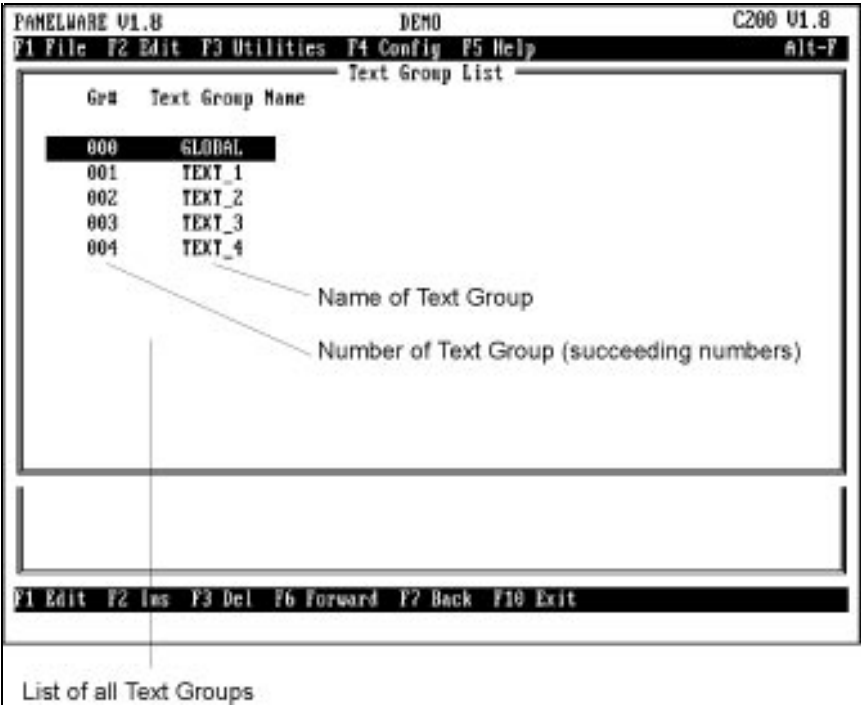 PANELWARE V1.8 DEMO C200 V1.8
F1 File F2 Edit F3 Utilities F4 Config F5 Help Alt-F
Text Group List
Gr# Text Group Name
000 GLOBAL
001 TEXT_1
002 TEXT_2
003 TEXT_3
004 TEXT_4
Name of Text Group
Number of Text Group (succeeding numbers)
F1 Edit F2 Ins F3 Del F6 Forward F7 Back F10 Exit
List of all Text Groups